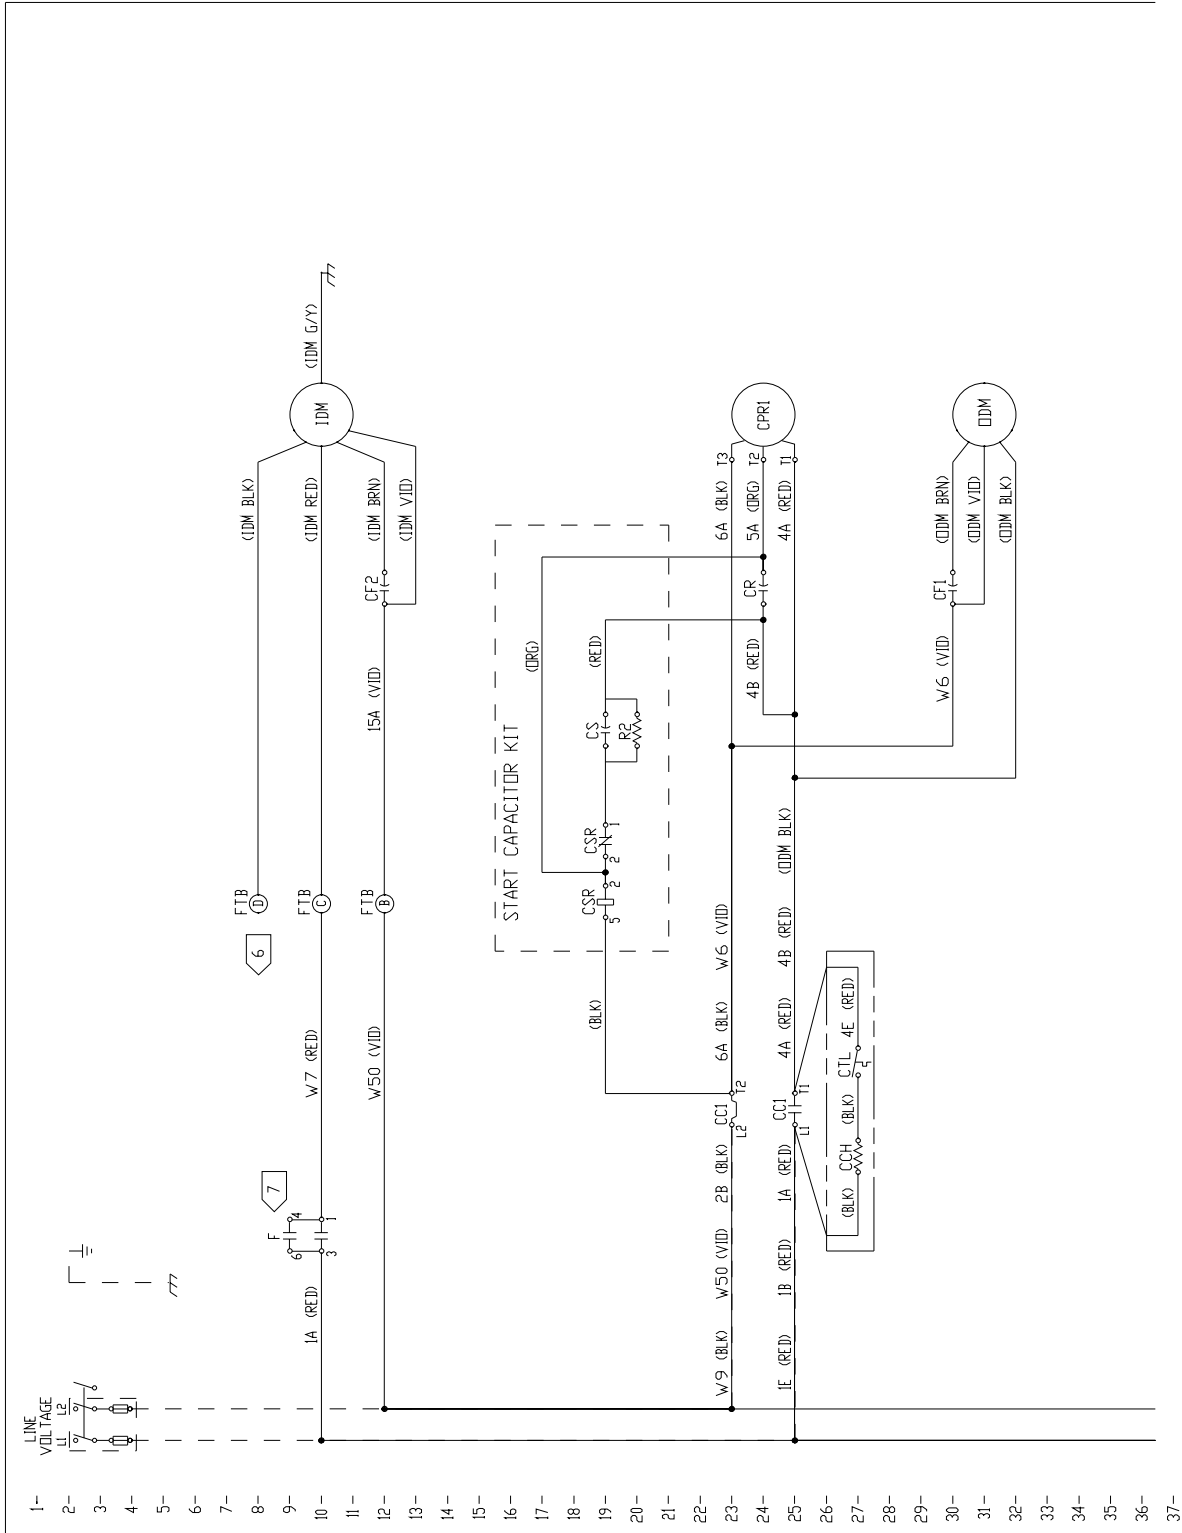 1-
2-
3-
4-
5-
6-
7-
8-
9-
10
11-
12
13-
14-
15-
16-
17-
18-
19-
20-
21-
22-
23
24-
25
26-
27-
28-
29-
30-
31-
32-
33-
34-
35-
36-
37-
LINE
VOLTAGE
L1
L2
(IDM BLK)
FTB
D
6
7
F
6
4
3
1
1A (RED)
W7 (RED)
FTB
C
(IDM RED)
IDM
(IDM G/Y)
W50 (VIO)
FTB
B
15A (VIO)
CF2
(IDM BRN)
(IDM VIO)
START CAPACITOR KIT
(ORG)
(BLK)
CSR
5
2
CSR
2
1
CS
R2
(RED)
W9 (BLK)
W50 (VIO)
2B (BLK)
CC1
L2
T2
6A (BLK)
W6 (VIO)
6A (BLK)
T3
4B (RED)
CR
5A (ORG)
T2
CPR1
1E (RED)
1B (RED)
1A (RED)
CC1
L1
T1
4A (RED)
4B (RED)
(ODM BLK)
4A (RED)
T1
(BLK)
CCH
(BLK)
CTL
4E (RED)
W6 (VIO)
CF1
(ODM BRN)
(ODM VIO)
(ODM BLK)
ODM